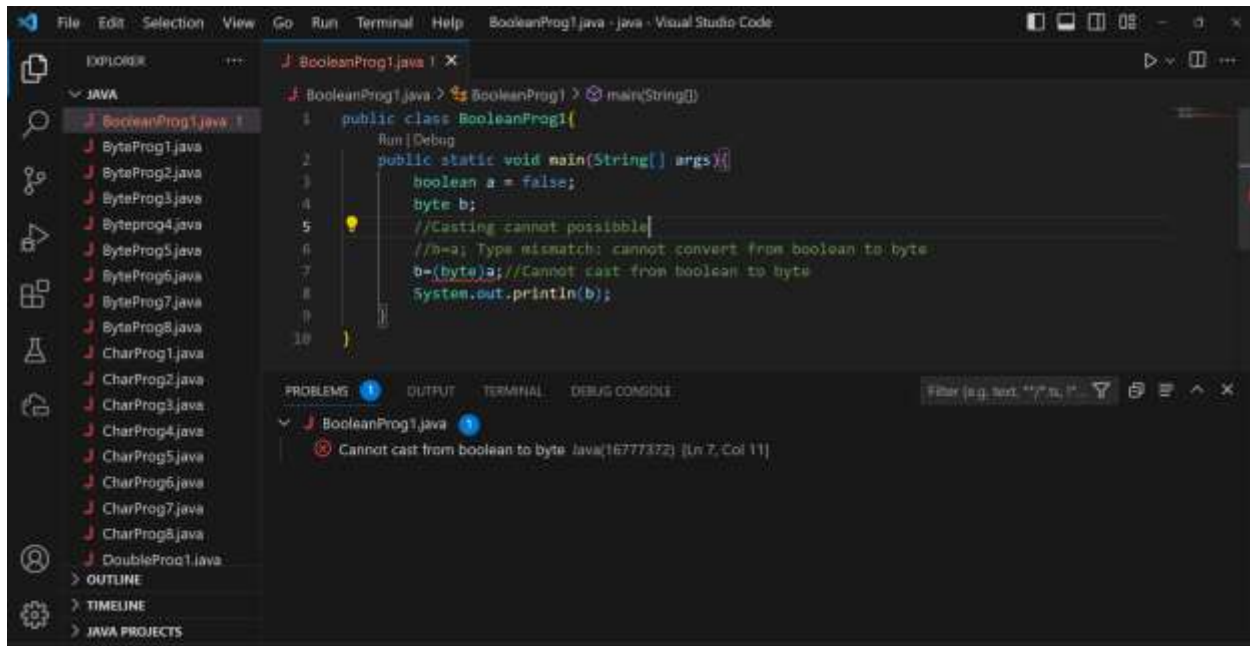 File Edit Selection View Go Run Terminal Help BooleanProg1.java - java - Visual Studio Code
EXPLORER ···
JAVA
BooleanProg1.java 1
ByteProg1.java
ByteProg2.java
ByteProg3.java
Byteprog4.java
ByteProg5.java
ByteProg6.java
ByteProg7.java
ByteProg8.java
CharProg1.java
CharProg2.java
CharProg3.java
CharProg4.java
CharProg5.java
CharProg6.java
CharProg7.java
CharProg8.java
DoubleProg1.java
OUTLINE
TIMELINE
JAVA PROJECTS
BooleanProg1.java 1
BooleanProg1.java > BooleanProg1 > main(String[])
1 public class BooleanProg1{
Run | Debug
2 public static void main(String[] args){
3 boolean a = false;
4 byte b;
5 //Casting cannot possibble
6 //b=a; Type mismatch: cannot convert from boolean to byte
7 b=(byte)a;//Cannot cast from boolean to byte
8 System.out.println(b);
9 }
10 }
PROBLEMS 1 OUTPUT TERMINAL DEBUG CONSOLE Filter (e.g. text, **/*.ts, !*...
BooleanProg1.java 1
Cannot cast from boolean to byte Java(16777372) [Ln 7, Col 11]